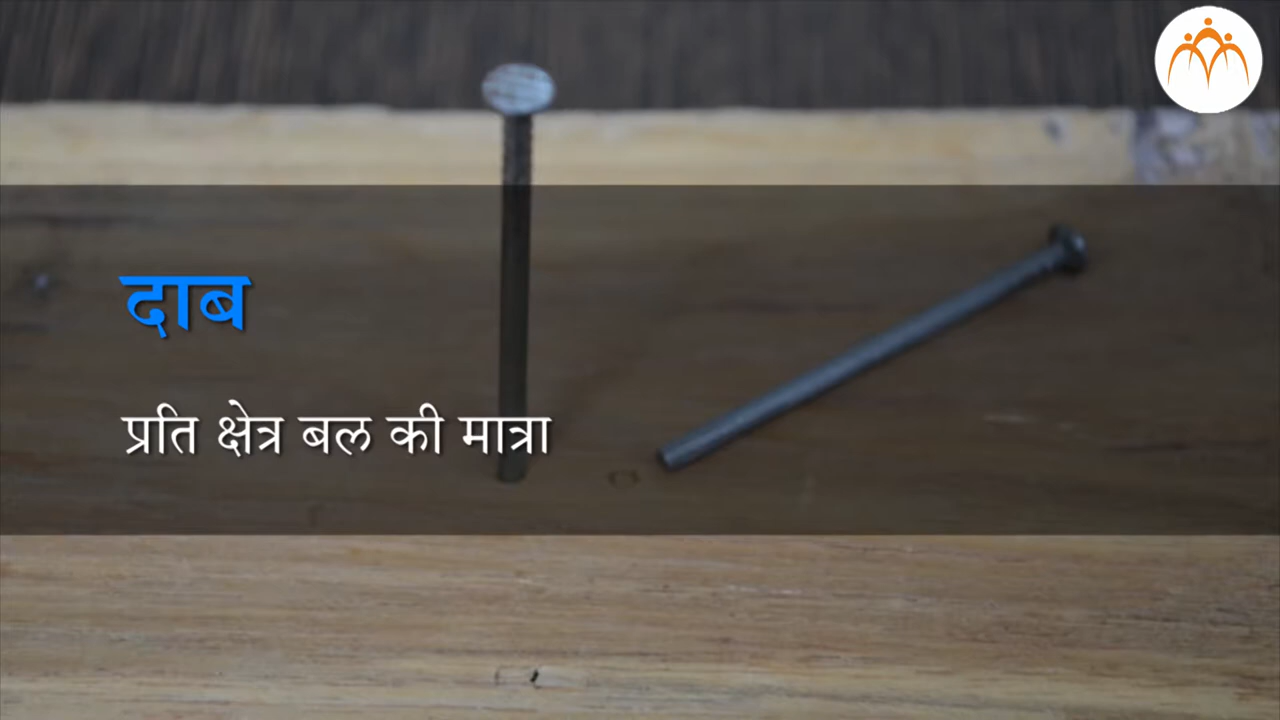 दाब
प्रति क्षेत्र बल की मात्रा